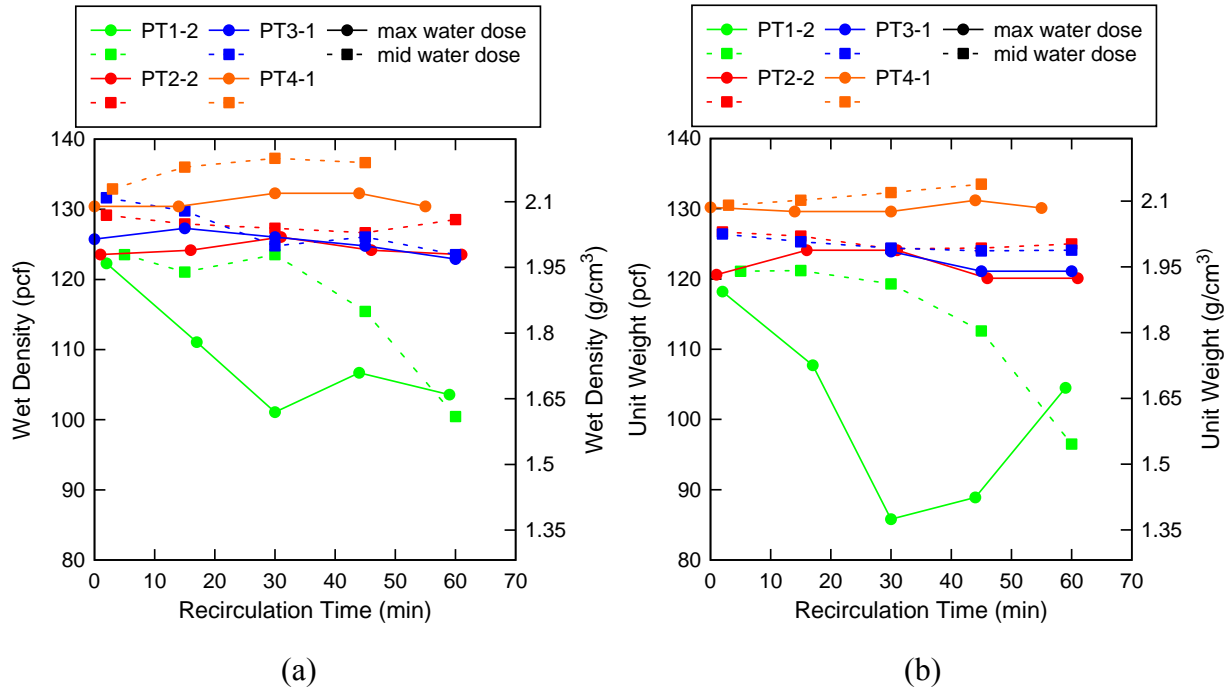 PT1-2 PT3-1 max water dose
mid water dose
PT2-2 PT4-1
140
130
120
110
100
90
80
2.1
1.95
1.8
1.65
1.5
1.35
0 10 20 30 40 50 60 70
Wet Density (pcf)
Wet Density (g/cm³)
Recirculation Time (min)
(a)
PT1-2 PT3-1 max water dose
mid water dose
PT2-2 PT4-1
140
130
120
110
100
90
80
2.1
1.95
1.8
1.65
1.5
1.35
0 10 20 30 40 50 60 70
Unit Weight (pcf)
Unit Weight (g/cm³)
Recirculation Time (min)
(b)